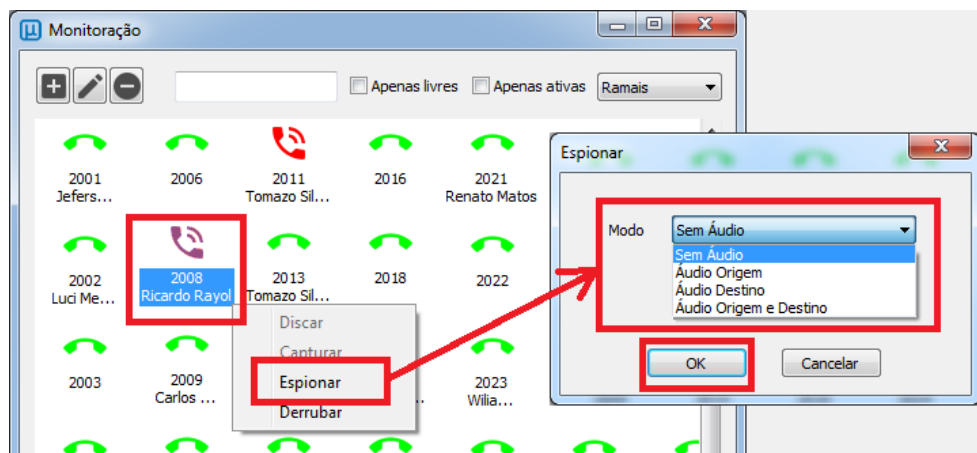 Monitoração
Apenas livres Apenas ativas Ramais
2001 2006 2011 2016 2021
Jefers... Tomazo Sil... Renato Matos
2002 2008 2013 2018 2022
Luci Me... Ricardo Rayol Tomazo Sil...
2003 2009 2023
Carlos ... Wilia...
Discar
Capturar
Espionar
Derrubar
Espionar
Modo Sem Áudio
Sem Áudio
Áudio Origem
Áudio Destino
Áudio Origem e Destino
OK Cancelar